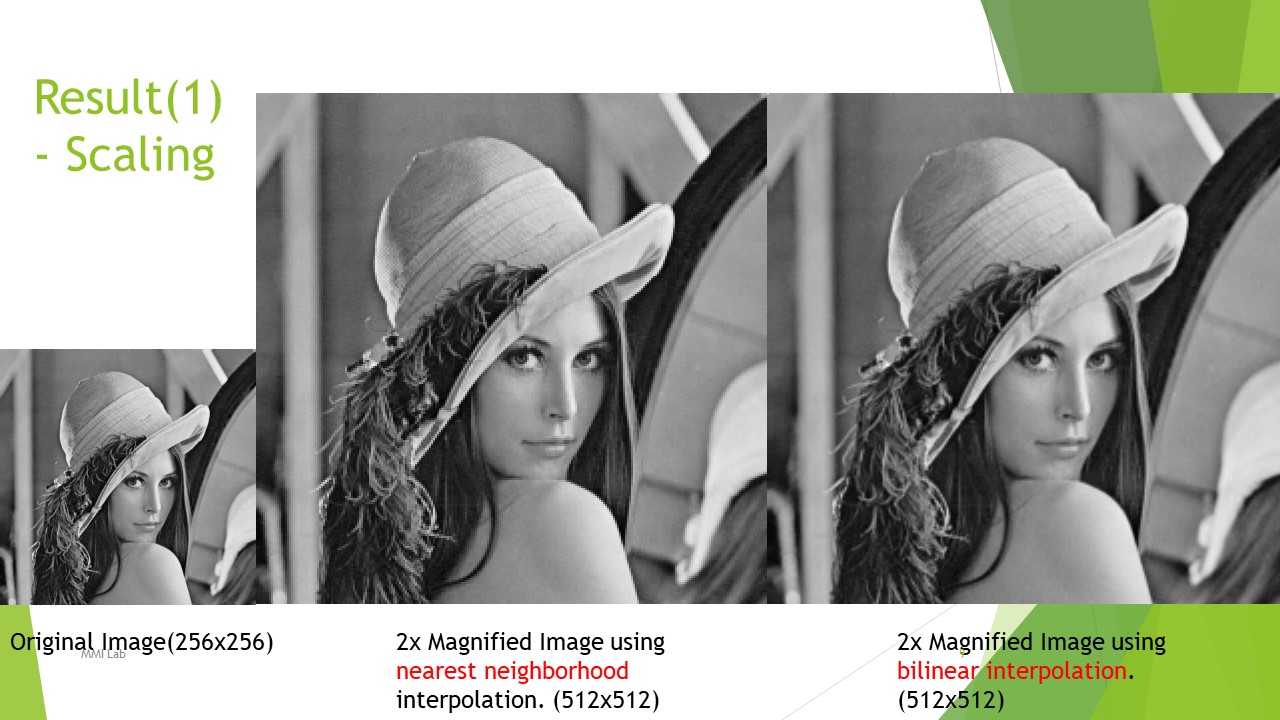 Result(1)
- Scaling
Original Image(256x256)
MMI Lab
2x Magnified Image using
nearest neighborhood
interpolation. (512x512)
2x Magnified Image using
bilinear interpolation.
(512x512)